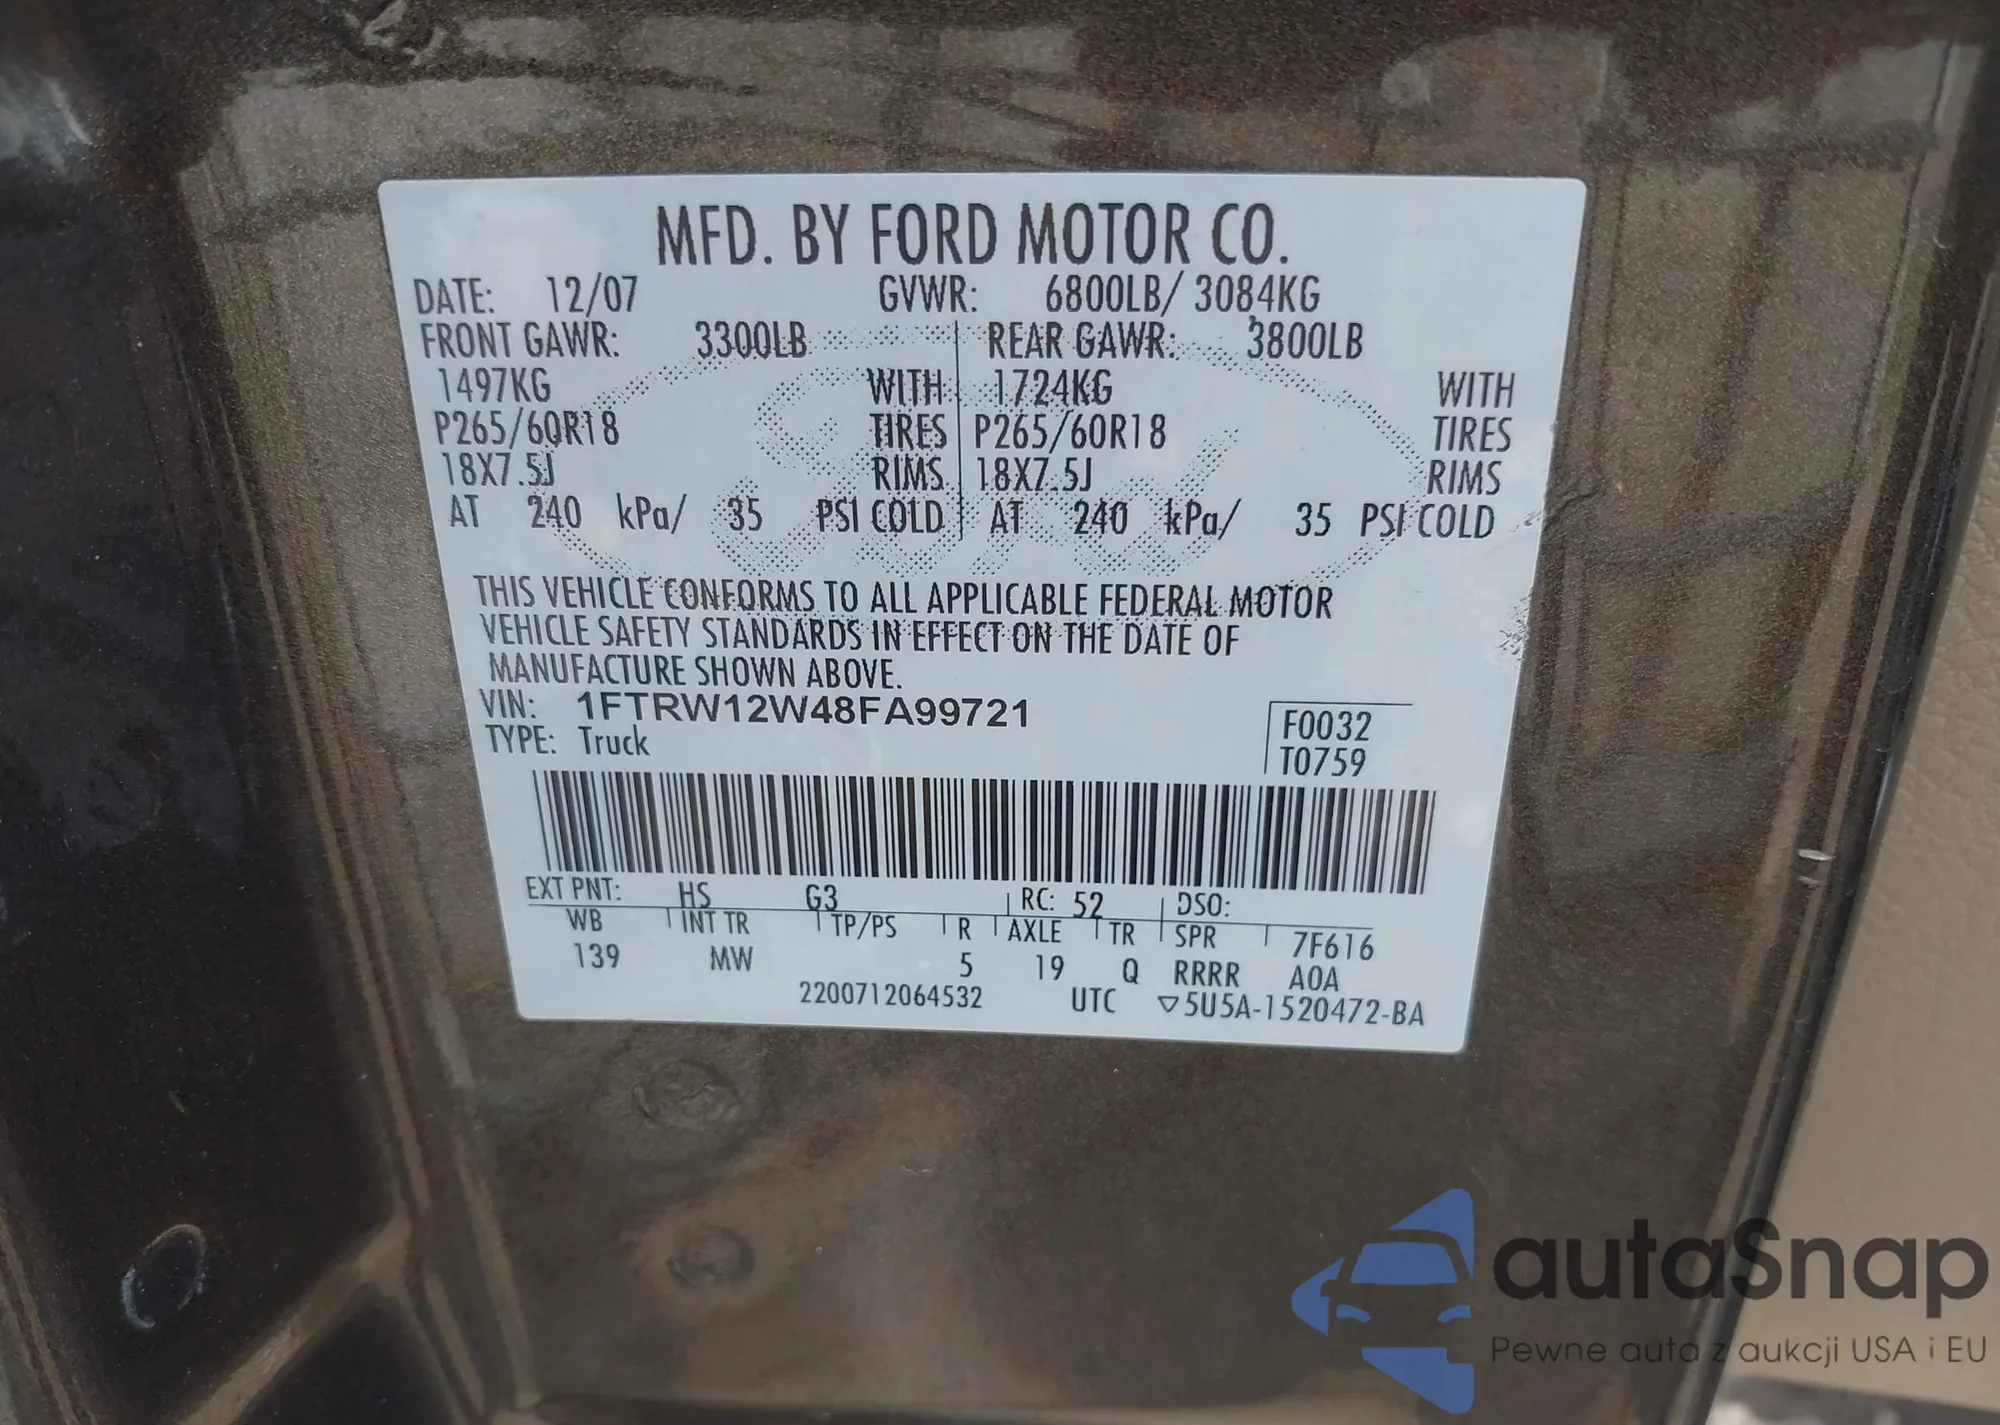 MFD. BY FORD MOTOR CO.
DATE: 12/07 GVWR: 6800LB/ 3084KG
FRONT GAWR: 3300LB REAR GAWR: 3800LB
1497KG WITH 1724KG WITH
P265/60R18 TIRES P265/60R18 TIRES
18X7.5J RIMS 18X7.5J RIMS
AT 240 kPa/ 35 PSI COLD AT 240 kPa/ 35 PSI COLD
THIS VEHICLE CONFORMS TO ALL APPLICABLE FEDERAL MOTOR
VEHICLE SAFETY STANDARDS IN EFFECT ON THE DATE OF
MANUFACTURE SHOWN ABOVE.
VIN: 1FTRW12W48FA99721 F0032
TYPE: Truck T0759
EXT PNT: HS G3 RC: 52 DSO:
WB INT TR TP/PS R AXLE TR SPR 7F616
139 MW 5 19 Q RRRR A0A
2200712064532 UTC ▽5U5A-1520472-BA
autaSnap
Pewne auta z aukcji USA i EU